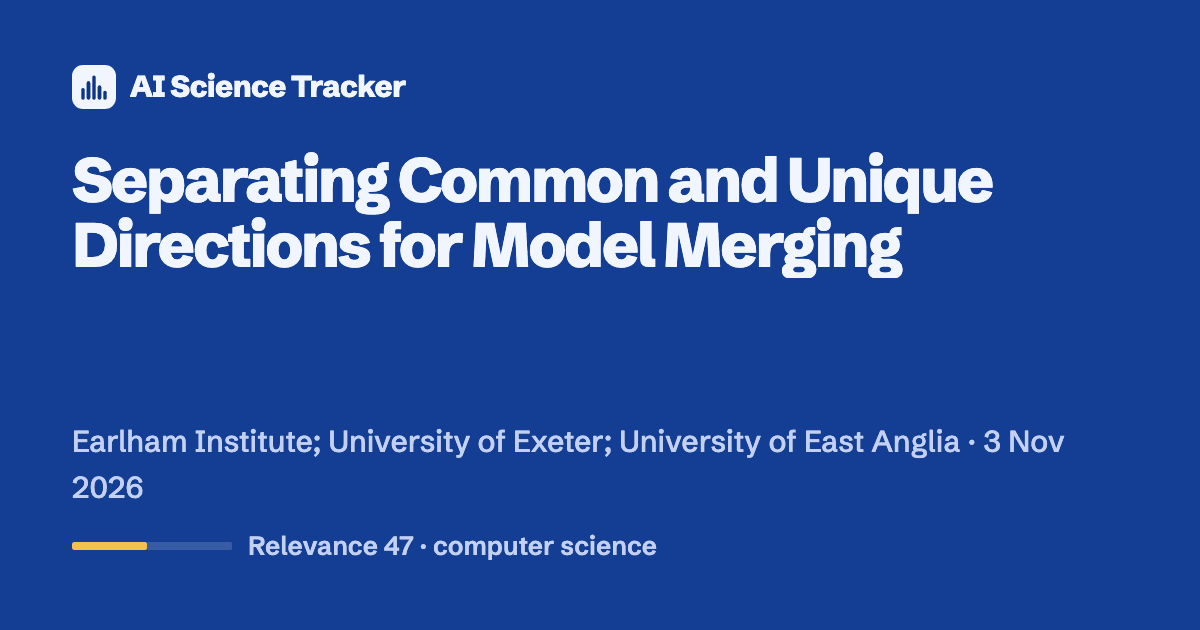 AI Science Tracker
Separating Common and Unique
Directions for Model Merging
Earlham Institute; University of Exeter; University of East Anglia · 3 Nov
2026
Relevance 47 · computer science